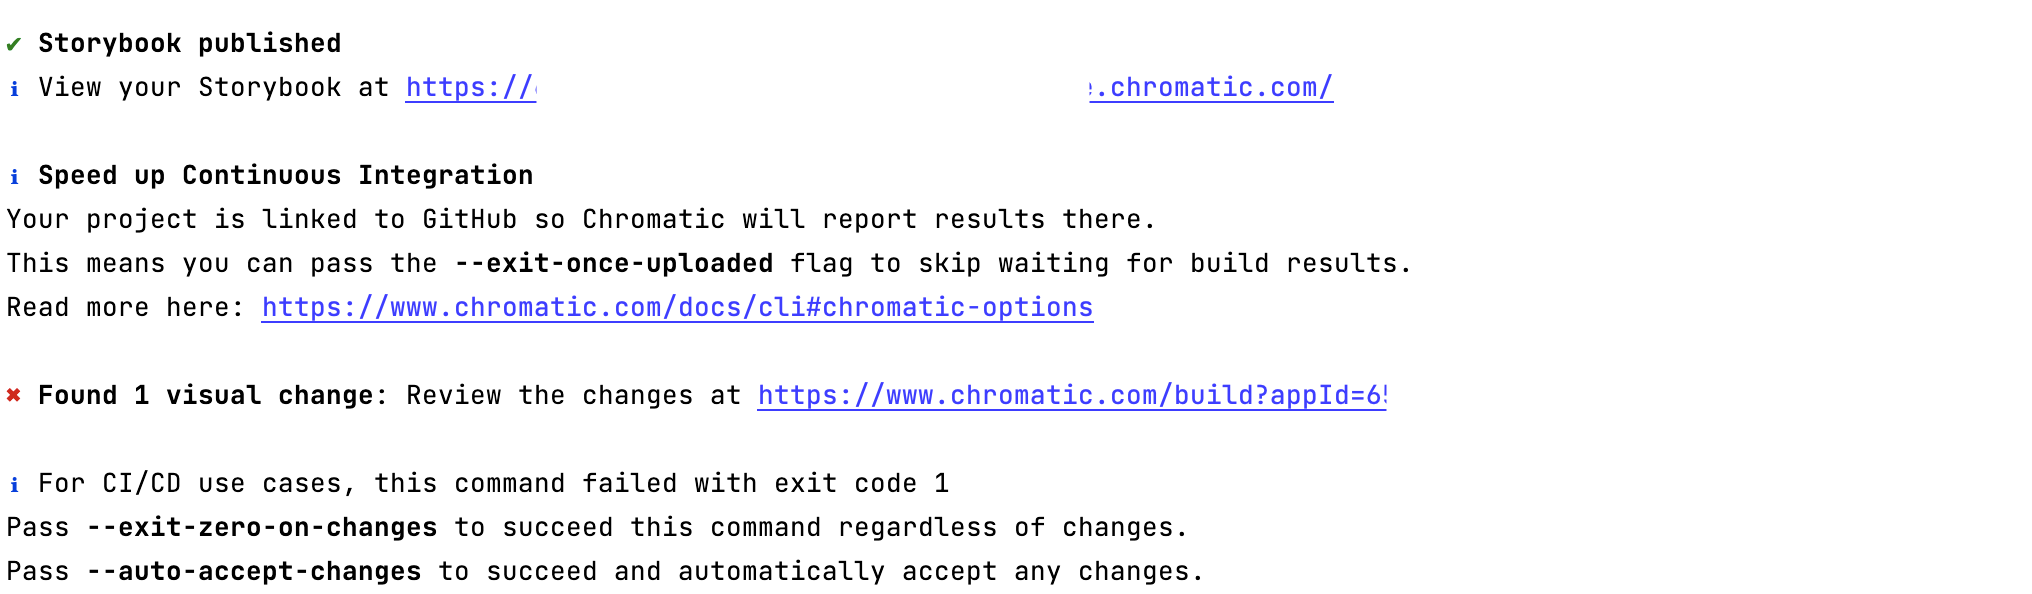 ✔ Storybook published
ℹ View your Storybook at https:// .chromatic.com/
ℹ Speed up Continuous Integration
Your project is linked to GitHub so Chromatic will report results there.
This means you can pass the --exit-once-uploaded flag to skip waiting for build results.
Read more here: https://www.chromatic.com/docs/cli#chromatic-options
✖ Found 1 visual change: Review the changes at https://www.chromatic.com/build?appId=6
ℹ For CI/CD use cases, this command failed with exit code 1
Pass --exit-zero-on-changes to succeed this command regardless of changes.
Pass --auto-accept-changes to succeed and automatically accept any changes.